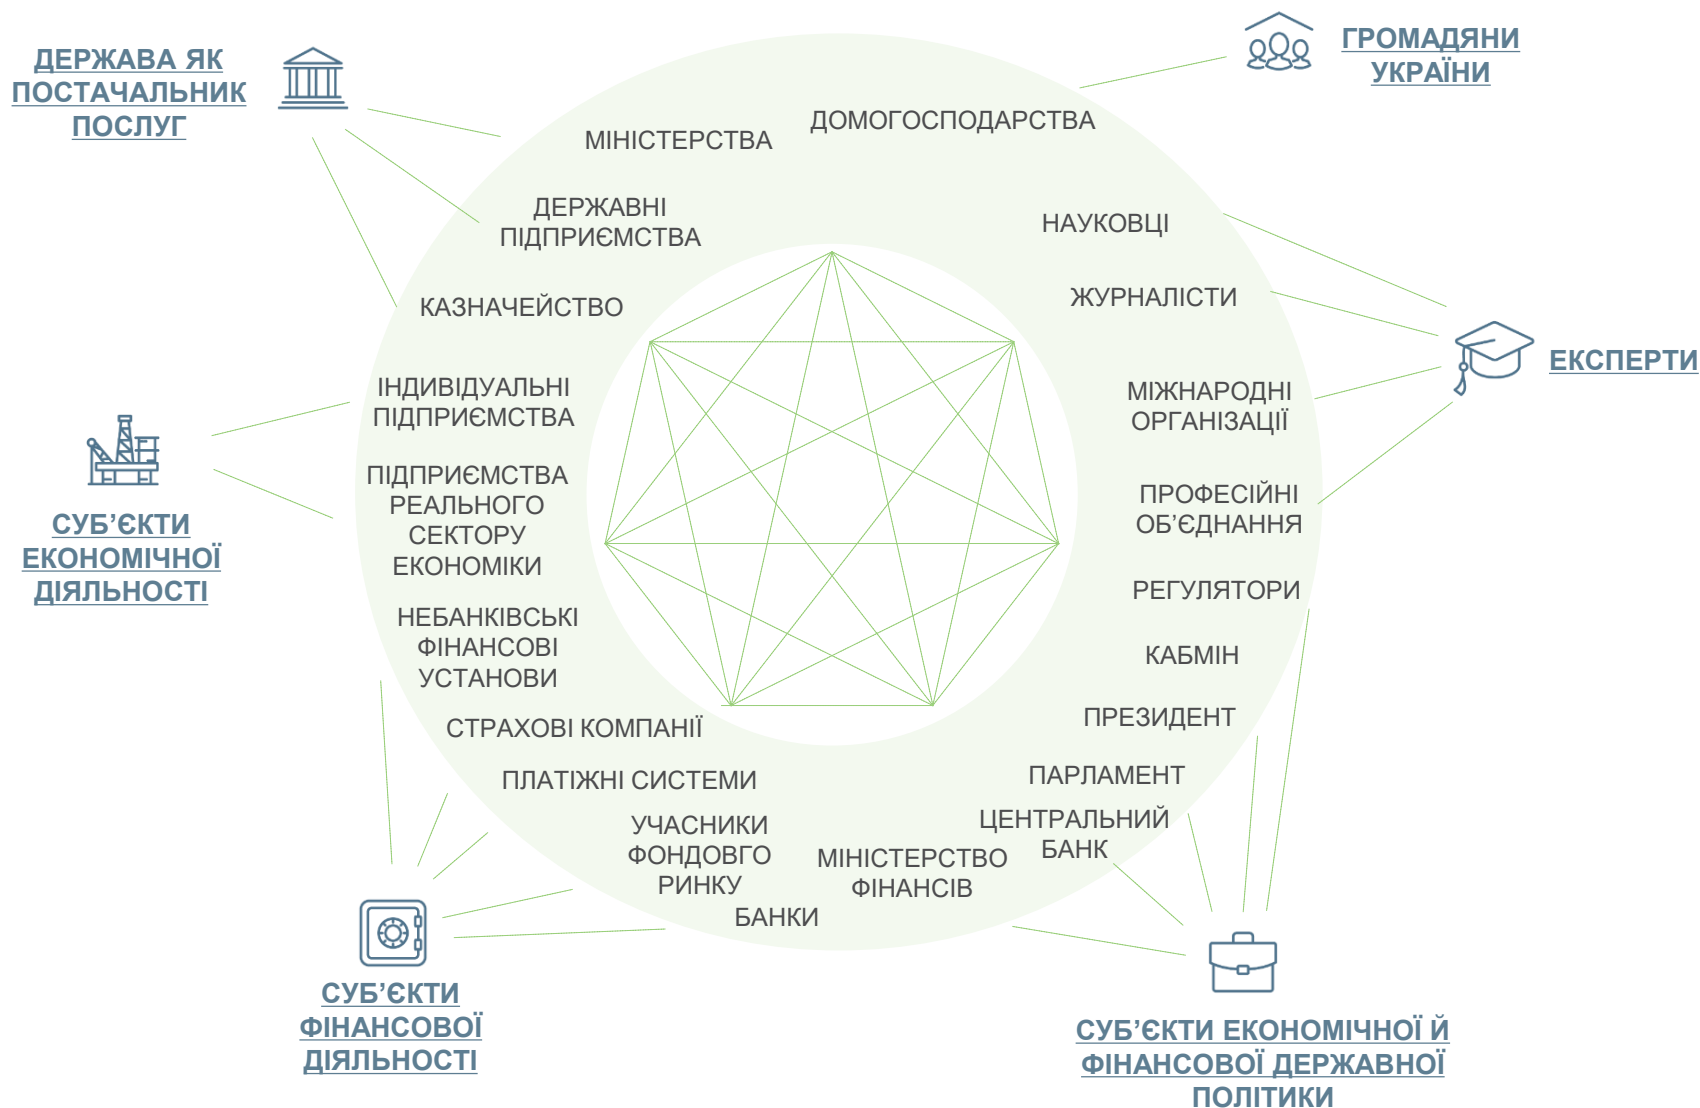 ДЕРЖАВА ЯК
ПОСТАЧАЛЬНИК
ПОСЛУГ
ГРОМАДЯНИ
УКРАЇНИ
МІНІСТЕРСТВА
ДОМОГОСПОДАРСТВА
ДЕРЖАВНІ
ПІДПРИЄМСТВА
НАУКОВЦІ
КАЗНАЧЕЙСТВО
ЖУРНАЛІСТИ
ЕКСПЕРТИ
ІНДИВІДУАЛЬНІ
ПІДПРИЄМСТВА
МІЖНАРОДНІ
ОРГАНІЗАЦІЇ
ПІДПРИЄМСТВА
РЕАЛЬНОГО
СЕКТОРУ
ЕКОНОМІКИ
ПРОФЕСІЙНІ
ОБ’ЄДНАННЯ
СУБ’ЄКТИ
ЕКОНОМІЧНОЇ
ДІЯЛЬНОСТІ
РЕГУЛЯТОРИ
НЕБАНКІВСЬКІ
ФІНАНСОВІ
УСТАНОВИ
КАБМІН
СТРАХОВІ КОМПАНІЇ
ПРЕЗИДЕНТ
ПЛАТІЖНІ СИСТЕМИ
ПАРЛАМЕНТ
УЧАСНИКИ
ФОНДОВГО
РИНКУ
ЦЕНТРАЛЬНИЙ
БАНК
МІНІСТЕРСТВО
ФІНАНСІВ
БАНКИ
СУБ’ЄКТИ
ФІНАНСОВОЇ
ДІЯЛЬНОСТІ
СУБ’ЄКТИ ЕКОНОМІЧНОЇ Й
ФІНАНСОВОЇ ДЕРЖАВНОЇ
ПОЛІТИКИ